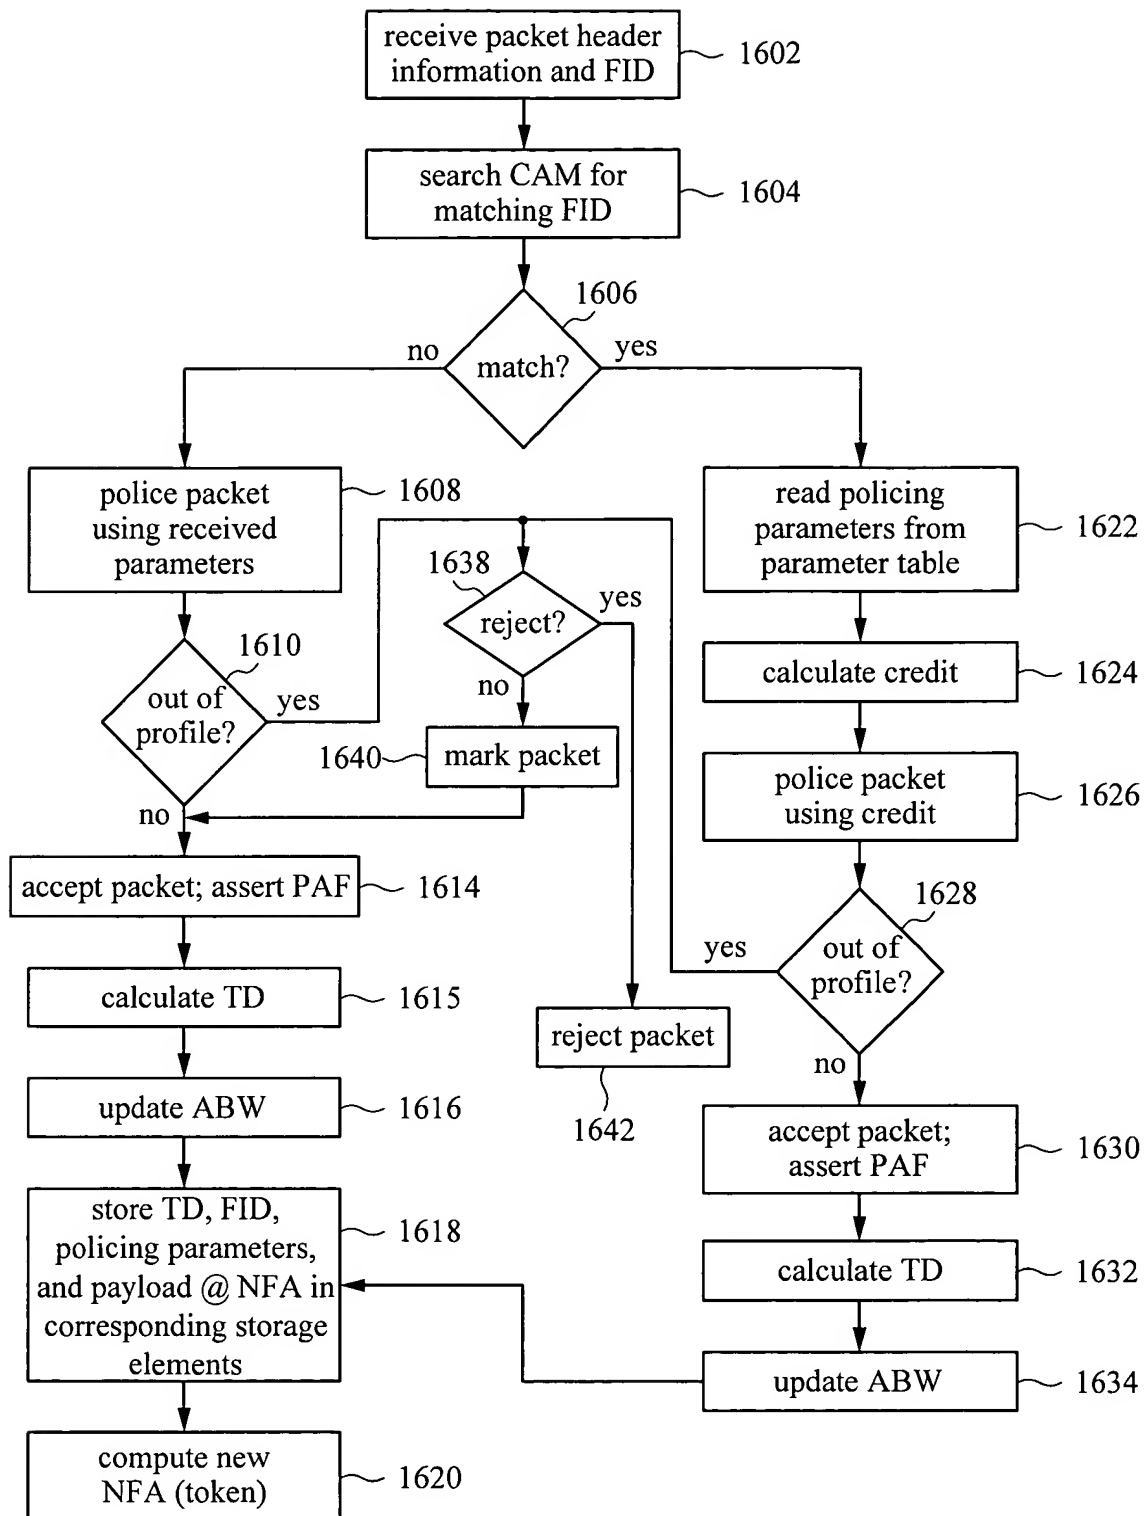 receive packet header
information and FID
1602
search CAM for
matching FID
1604
1606
match?
no
yes
police packet
using received
parameters
1608
read policing
parameters from
parameter table
1622
1638
reject?
yes
no
1610
out of
profile?
yes
no
calculate credit
1624
1640
mark packet
police packet
using credit
1626
accept packet; assert PAF
1614
1628
out of
profile?
yes
no
calculate TD
1615
reject packet
1642
update ABW
1616
accept packet;
assert PAF
1630
store TD, FID,
policing parameters,
and payload @ NFA in
corresponding storage
elements
1618
calculate TD
1632
update ABW
1634
compute new
NFA (token)
1620